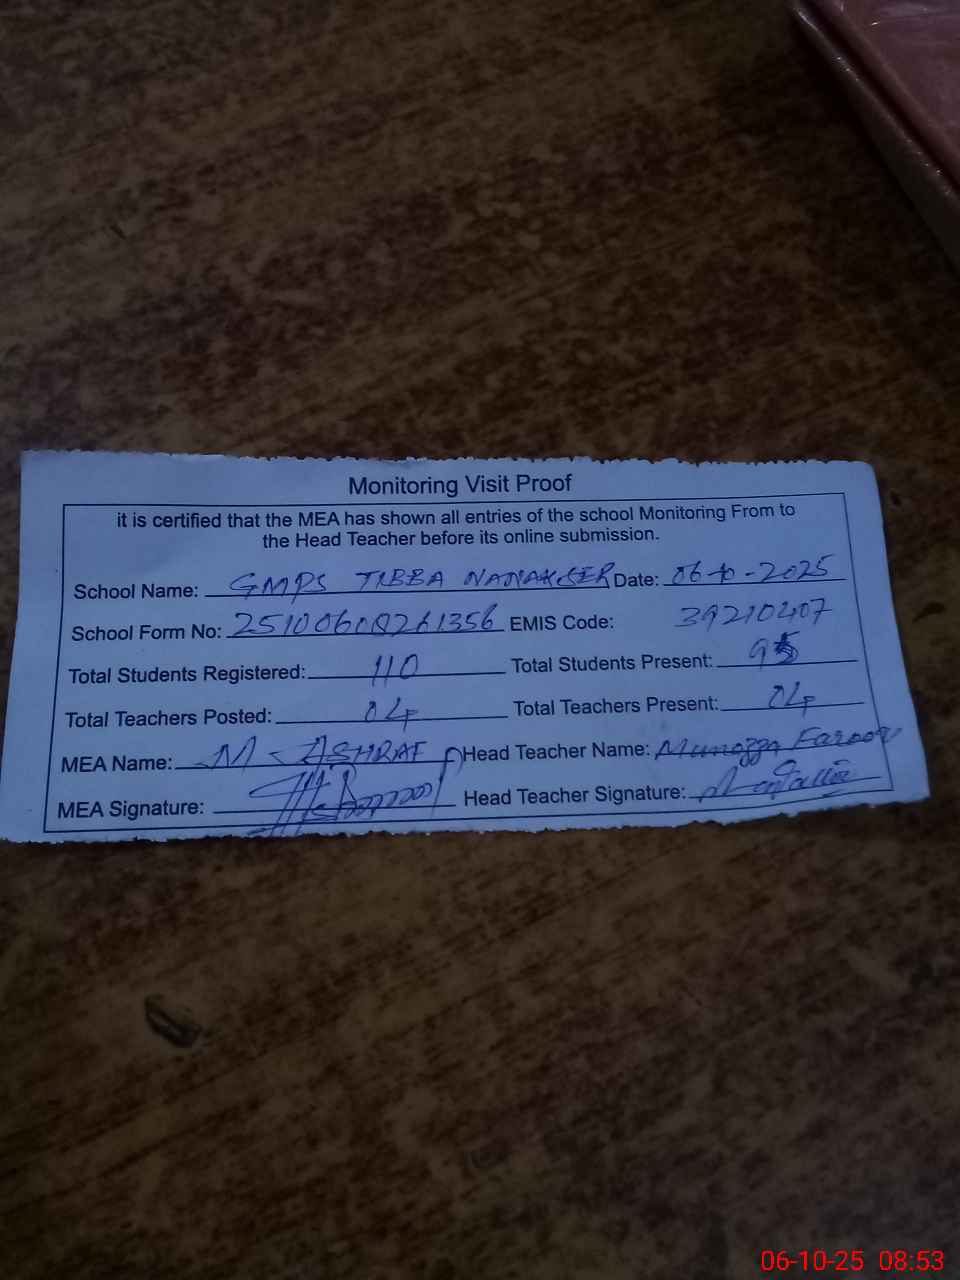 Monitoring Visit Proof
it is certified that the MEA has shown all entries of the school Monitoring From to
the Head Teacher before its online submission.
School Name: GMPS TIBBA NANAKSER Date: 06-10-2025
School Form No: EMIS Code: 39210407
Total Students Registered: 110 Total Students Present: 95
Total Teachers Posted: 04 Total Teachers Present: 04
MEA Name: M. ASHRAF Head Teacher Name: Munazza Farooq
MEA Signature: Head Teacher Signature:
06-10-25 08:53